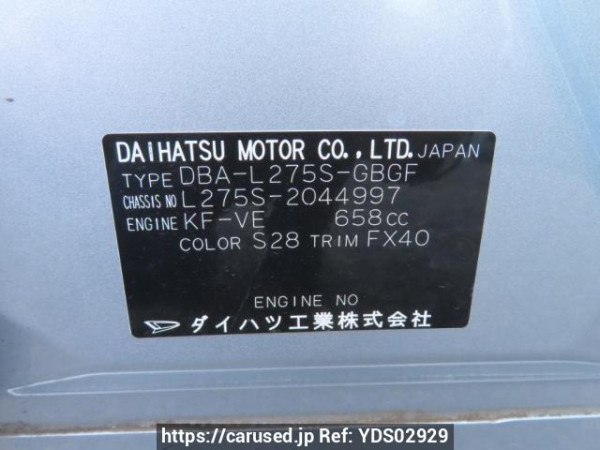 DAIHATSU MOTOR CO.,LTD. JAPAN
TYPE DBA-L275S-GBGF
CHASSIS NO L275S-2044997
ENGINE KF-VE 658CC
COLOR S28 TRIM FX40
ENGINE NO
ダイハツ工業株式会社
https://carused.jp Ref: YDS02929